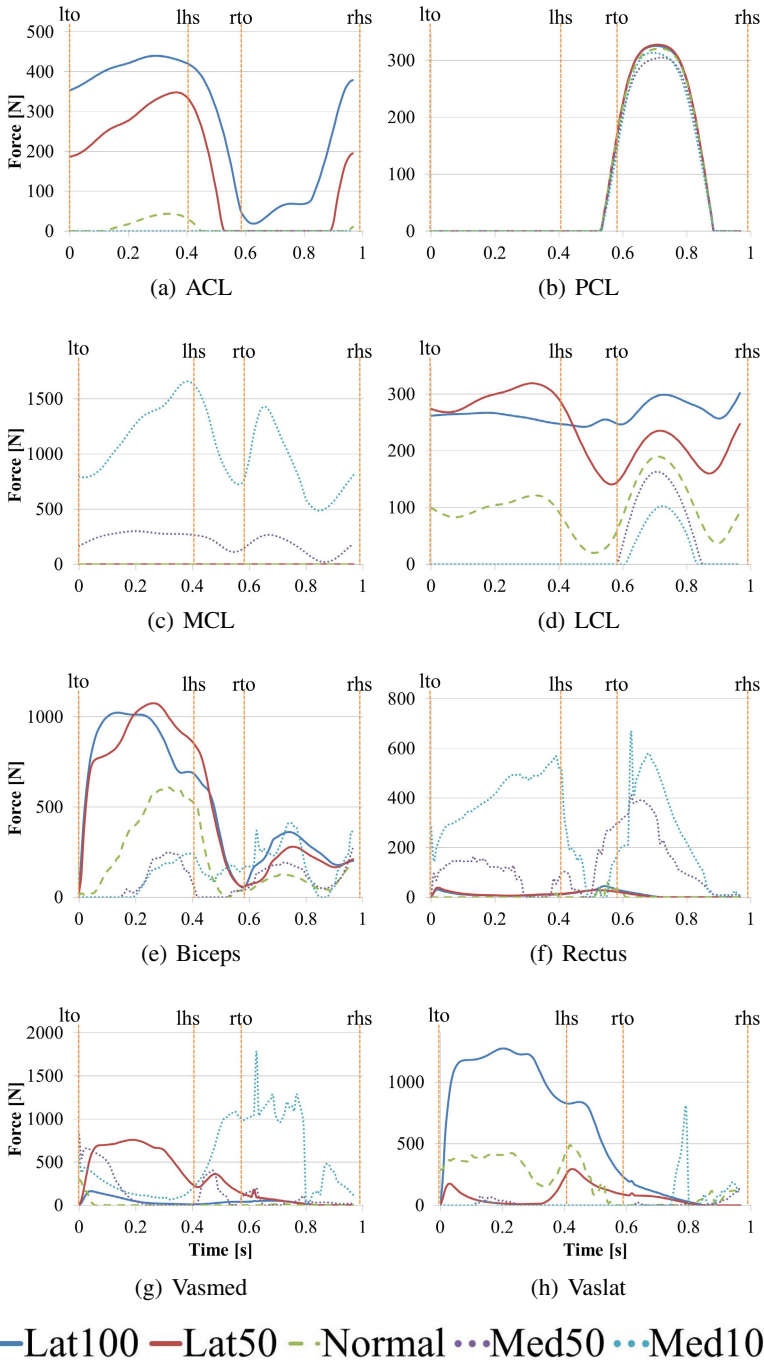 lto lhs rto rhs
500
400
300
200
100
0
Force [N]
0 0.2 0.4 0.6 0.8 1
(a) ACL
lto lhs rto rhs
300
200
100
0
0 0.2 0.4 0.6 0.8 1
(b) PCL
lto lhs rto rhs
1500
1000
500
0
Force [N]
0 0.2 0.4 0.6 0.8 1
(c) MCL
lto lhs rto rhs
300
200
100
0
0 0.2 0.4 0.6 0.8 1
(d) LCL
lto lhs rto rhs
1000
500
0
Force [N]
0 0.2 0.4 0.6 0.8 1
(e) Biceps
lto lhs rto rhs
800
600
400
200
0
0 0.2 0.4 0.6 0.8 1
(f) Rectus
lto lhs rto rhs
2000
1500
1000
500
0
Force [N]
0 0.2 0.4 0.6 0.8 1
Time [s]
(g) Vasmed
lto lhs rto rhs
1000
500
0
0 0.2 0.4 0.6 0.8 1
Time [s]
(h) Vaslat
Lat100 Lat50 Normal Med50 Med10